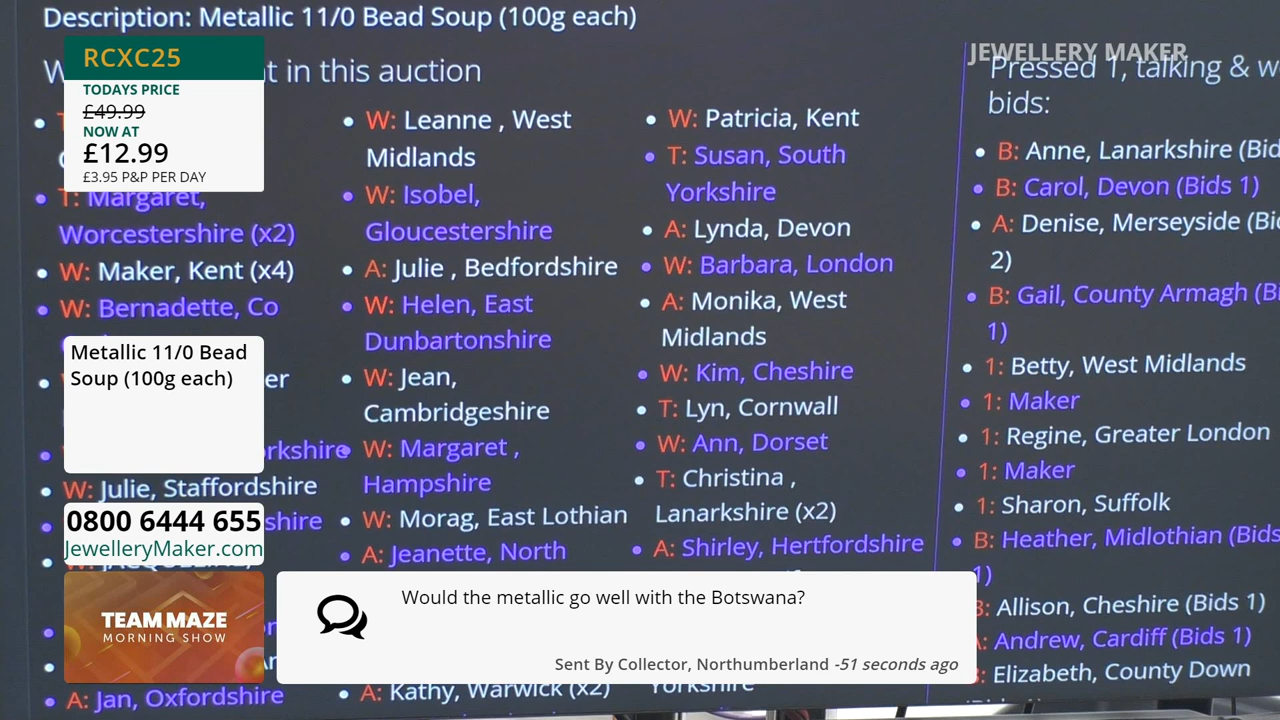 Description: Metallic 11/0 Bead Soup (100g each)
RCXC25
TODAYS PRICE
£49.99
NOW AT
£12.99
£3.95 P&P PER DAY
t in this auction
T: Margaret,
Worcestershire (x2)
W: Maker, Kent (x4)
W: Bernadette, Co
Metallic 11/0 Bead
Soup (100g each)
W: Julie, Staffordshire
0800 6444 655
JewelleryMaker.com
TEAM MAZE
MORNING SHOW
A: Jan, Oxfordshire
W: Leanne , West
Midlands
W: Isobel,
Gloucestershire
A: Julie , Bedfordshire
W: Helen, East
Dunbartonshire
W: Jean,
Cambridgeshire
W: Margaret ,
Hampshire
W: Morag, East Lothian
A: Jeanette, North
A: Kathy, Warwick (x2)
W: Patricia, Kent
T: Susan, South
Yorkshire
A: Lynda, Devon
W: Barbara, London
A: Monika, West
Midlands
W: Kim, Cheshire
T: Lyn, Cornwall
W: Ann, Dorset
T: Christina ,
Lanarkshire (x2)
A: Shirley, Hertfordshire
Yorkshire
JEWELLERY MAKER
Pressed 1, talking & w
bids:
B: Anne, Lanarkshire (Bid
B: Carol, Devon (Bids 1)
A: Denise, Merseyside (Bid
2)
B: Gail, County Armagh (Bi
1)
1: Betty, West Midlands
1: Maker
1: Regine, Greater London
1: Maker
1: Sharon, Suffolk
B: Heather, Midlothian (Bids
1)
B: Allison, Cheshire (Bids 1)
A: Andrew, Cardiff (Bids 1)
Elizabeth, County Down
Would the metallic go well with the Botswana?
Sent By Collector, Northumberland -51 seconds ago